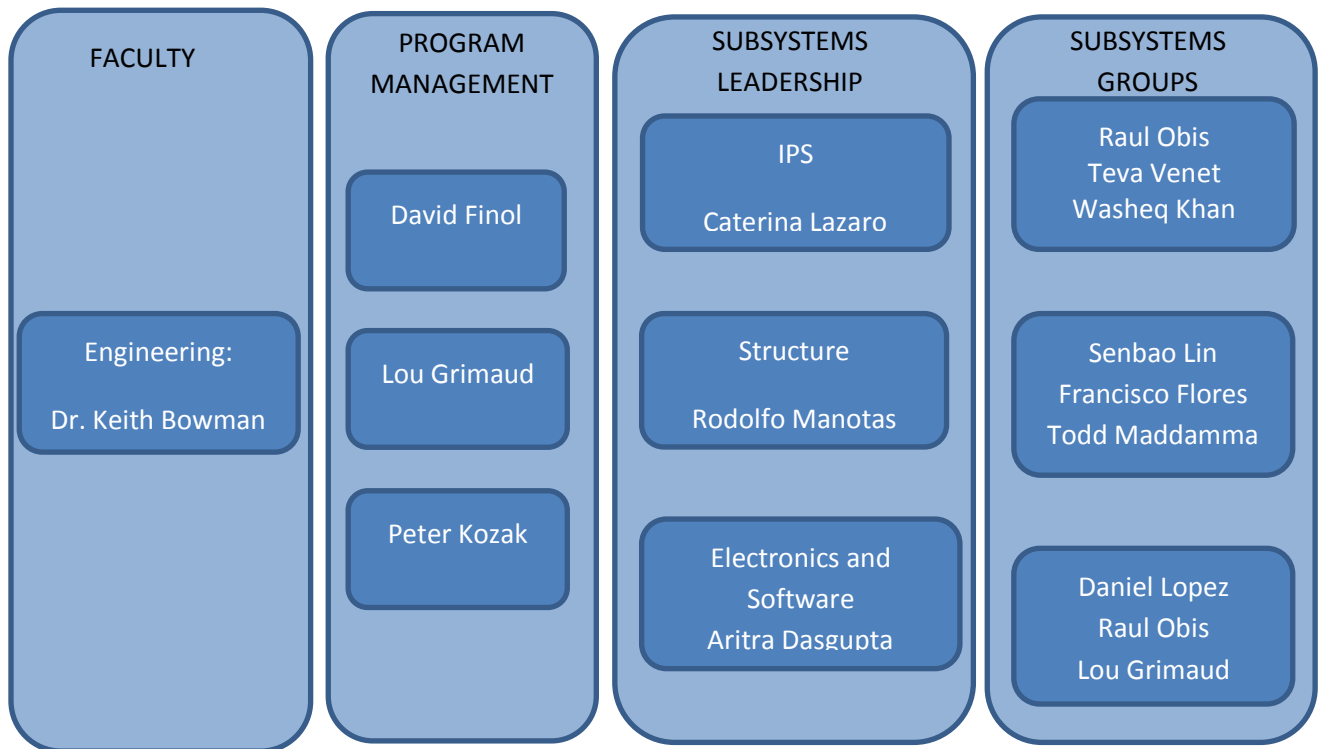 FACULTY
Engineering:
Dr. Keith Bowman
PROGRAM
MANAGEMENT
David Finol
Lou Grimaud
Peter Kozak
SUBSYSTEMS
LEADERSHIP
IPS
Caterina Lazaro
Structure
Rodolfo Manotas
Electronics and
Software
Aritra Dasgupta
SUBSYSTEMS
GROUPS
Raul Obis
Teva Venet
Washeq Khan
Senbao Lin
Francisco Flores
Todd Maddamma
Daniel Lopez
Raul Obis
Lou Grimaud